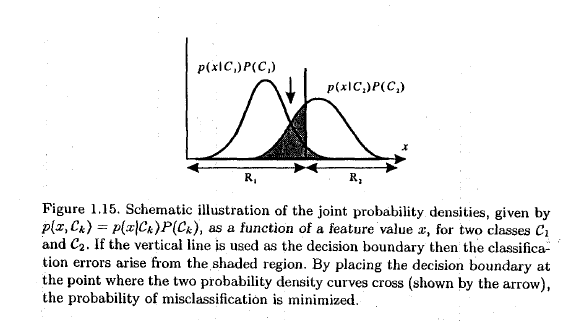 p(x|C₁)P(C₁)
p(x|C₂)P(C₂)
x
R₁
R₂
Figure 1.15. Schematic illustration of the joint probability densities, given by
p(x, 𝒞ₖ) = p(x|𝒞ₖ)P(𝒞ₖ), as a function of a feature value x, for two classes 𝒞₁
and 𝒞₂. If the vertical line is used as the decision boundary then the classifica-
tion errors arise from the shaded region. By placing the decision boundary at
the point where the two probability density curves cross (shown by the arrow),
the probability of misclassification is minimized.